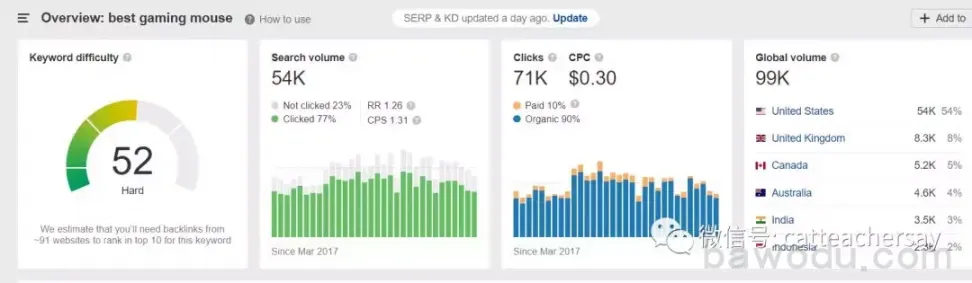 Overview: best gaming mouse
How to use
SERP & KD updated a day ago. Update
Add to
Keyword difficulty
52
Hard
We estimate that you'll need backlinks from
~91 websites to rank in top 10 for this keyword
Search volume
54K
Not clicked 23%
Clicked 77%
RR 1.26
CPS 1.31
Since Mar 2017
Clicks CPC
71K $0.30
Paid 10%
Organic 90%
Since Mar 2017
Global volume
99K
United States 54K 54%
United Kingdom 8.3K 8%
Canada 5.2K 5%
Australia 4.6K 4%
India 3.5K 3%
Indonesia 2.3K 2%
微信号: catteachersay
bawodu.com